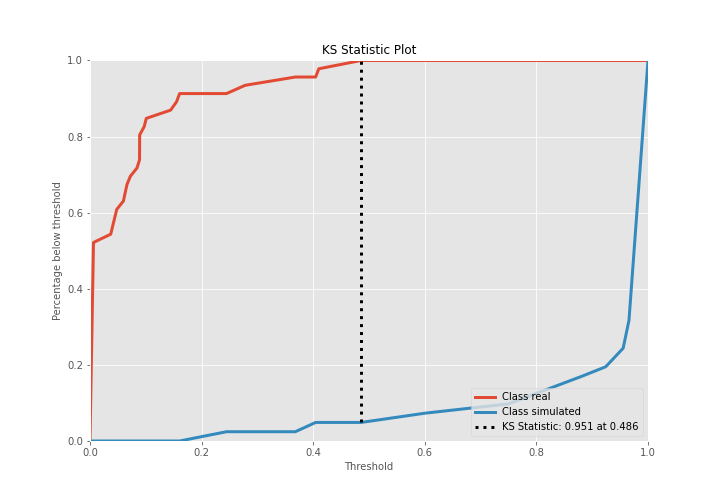 KS Statistic Plot
1.0
0.8
0.6
0.4
0.2
0.0
Percentage below threshold
0.0 0.2 0.4 0.6 0.8 1.0
Threshold
Class real
Class simulated
KS Statistic: 0.951 at 0.486